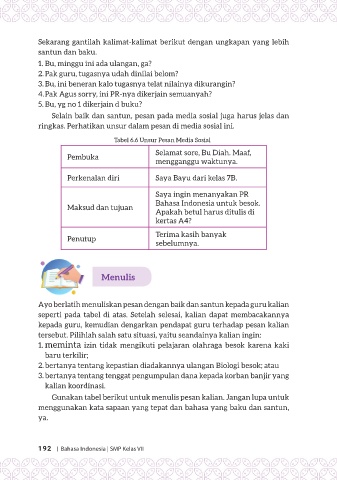 Sekarang gantilah kalimat-kalimat berikut dengan ungkapan yang lebih
santun dan baku.
1. Bu, minggu ini ada ulangan, ga?
2. Pak guru, tugasnya udah dinilai belom?
3. Bu, ini beneran kalo tugasnya telat nilainya dikurangin?
4. Pak Agus sorry, ini PR-nya dikerjain semuanyah?
5. Bu, yg no 1 dikerjain d buku?
Selain baik dan santun, pesan pada media sosial juga harus jelas dan
ringkas. Perhatikan unsur dalam pesan di media sosial ini.
Tabel 6.6 Unsur Pesan Media Sosial
Pembuka
Selamat sore, Bu Diah. Maaf,
mengganggu waktunya.
Perkenalan diri
Saya Bayu dari kelas 7B.
Maksud dan tujuan
Saya ingin menanyakan PR
Bahasa Indonesia untuk besok.
Apakah betul harus ditulis di
kertas A4?
Penutup
Terima kasih banyak
sebelumnya.
Menulis
Ayo berlatih menuliskan pesan dengan baik dan santun kepada guru kalian
seperti pada tabel di atas. Setelah selesai, kalian dapat membacakannya
kepada guru, kemudian dengarkan pendapat guru terhadap pesan kalian
tersebut. Pilihlah salah satu situasi, yaitu seandainya kalian ingin:
1. meminta izin tidak mengikuti pelajaran olahraga besok karena kaki
baru terkilir;
2. bertanya tentang kepastian diadakannya ulangan Biologi besok; atau
3. bertanya tentang tenggat pengumpulan dana kepada korban banjir yang
kalian koordinasi.
Gunakan tabel berikut untuk menulis pesan kalian. Jangan lupa untuk
menggunakan kata sapaan yang tepat dan bahasa yang baku dan santun,
ya.
192 | Bahasa Indonesia | SMP Kelas VII